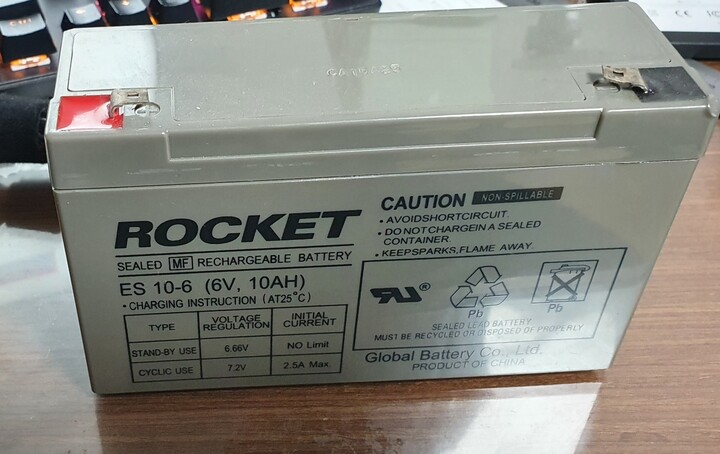 ROCKET
SEALED MF RECHARGEABLE BATTERY
ES 10-6 (6V, 10AH)
• CHARGING INSTRUCTION (AT25°C)
TYPE VOLTAGE REGULATION INITIAL CURRENT
STAND-BY USE 6.66V NO Limit
CYCLIC USE 7.2V 2.5A Max.
CAUTION NON-SPILLABLE
• AVOIDSHORTCIRCUIT.
• DO NOT CHARGEIN A SEALED
CONTAINER.
• KEEPSPARKS,FLAME AWAY.
RU ®
Pb Pb
SEALED LEAD BATTERY
MUST BE RECYCLED OR DISPOSED OF PROPERLY
Global Battery Co., Ltd.
PRODUCT OF CHINA
CE